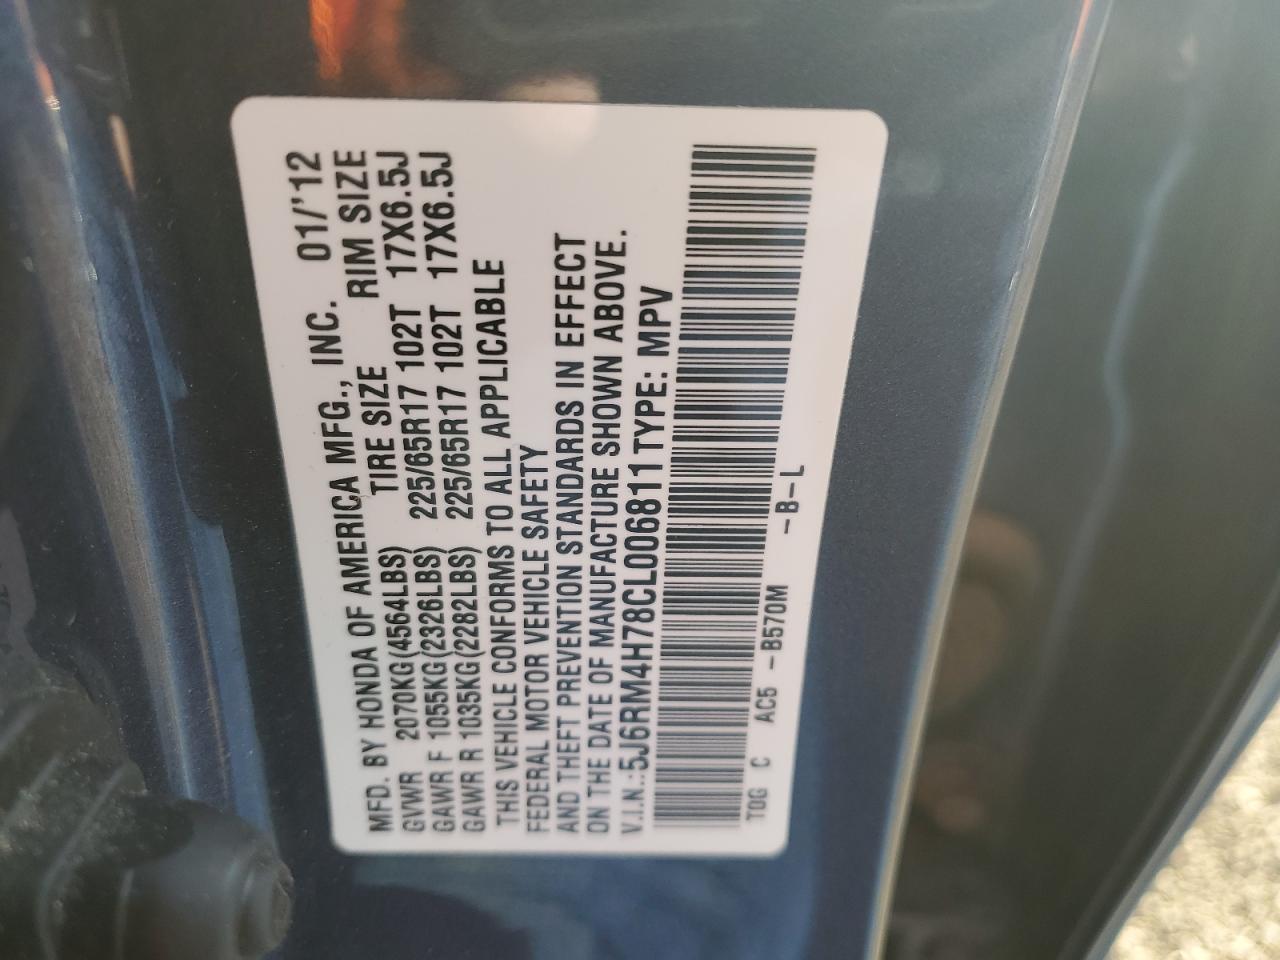 MFD. BY HONDA OF AMERICA MFG., INC. 01/'12
TIRE SIZE RIM SIZE
GVWR 2070KG(4564LBS)
GAWR F 1055KG(2326LBS) 225/65R17 102T 17X6.5J
GAWR R 1035KG(2282LBS) 225/65R17 102T 17X6.5J
THIS VEHICLE CONFORMS TO ALL APPLICABLE
FEDERAL MOTOR VEHICLE SAFETY
AND THEFT PREVENTION STANDARDS IN EFFECT
ON THE DATE OF MANUFACTURE SHOWN ABOVE.
V.I.N.:5J6RM4H78CL006811 TYPE: MPV
TOG C AC5 -B570M -B-L